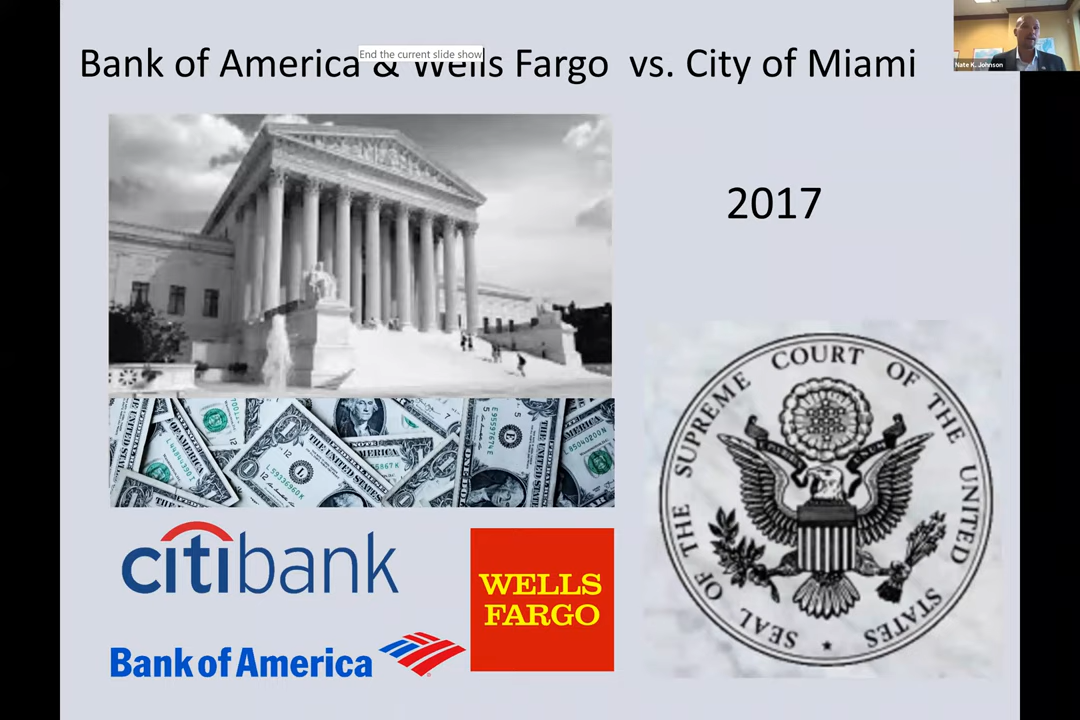 Bank of America & Wells Fargo vs. City of Miami
End the current slide show
Nate K. Johnson
2017
SEAL OF THE SUPREME COURT OF THE UNITED STATES
citibank
WELLS
FARGO
Bank of America